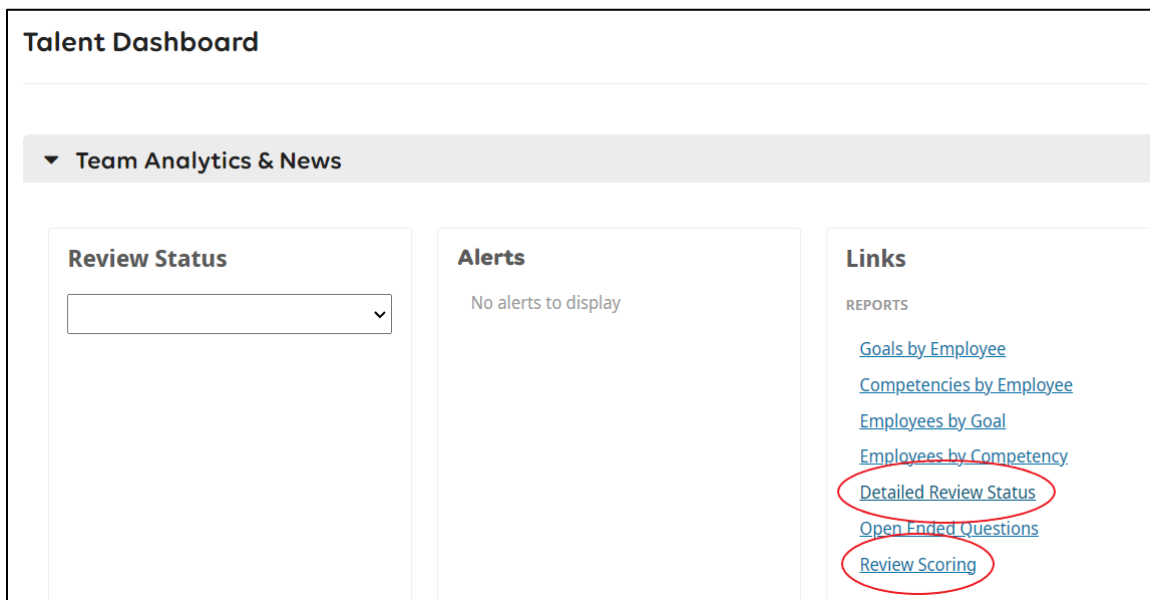 Talent Dashboard
Team Analytics & News
Review Status
Alerts
No alerts to display
Links
REPORTS
Goals by Employee
Competencies by Employee
Employees by Goal
Employees by Competency
Detailed Review Status
Open Ended Questions
Review Scoring